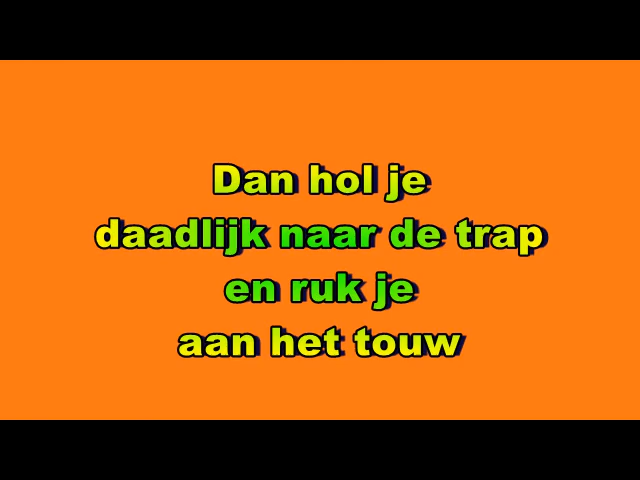 Dan hol je
daadlijk naar de trap
en ruk je
aan het touw